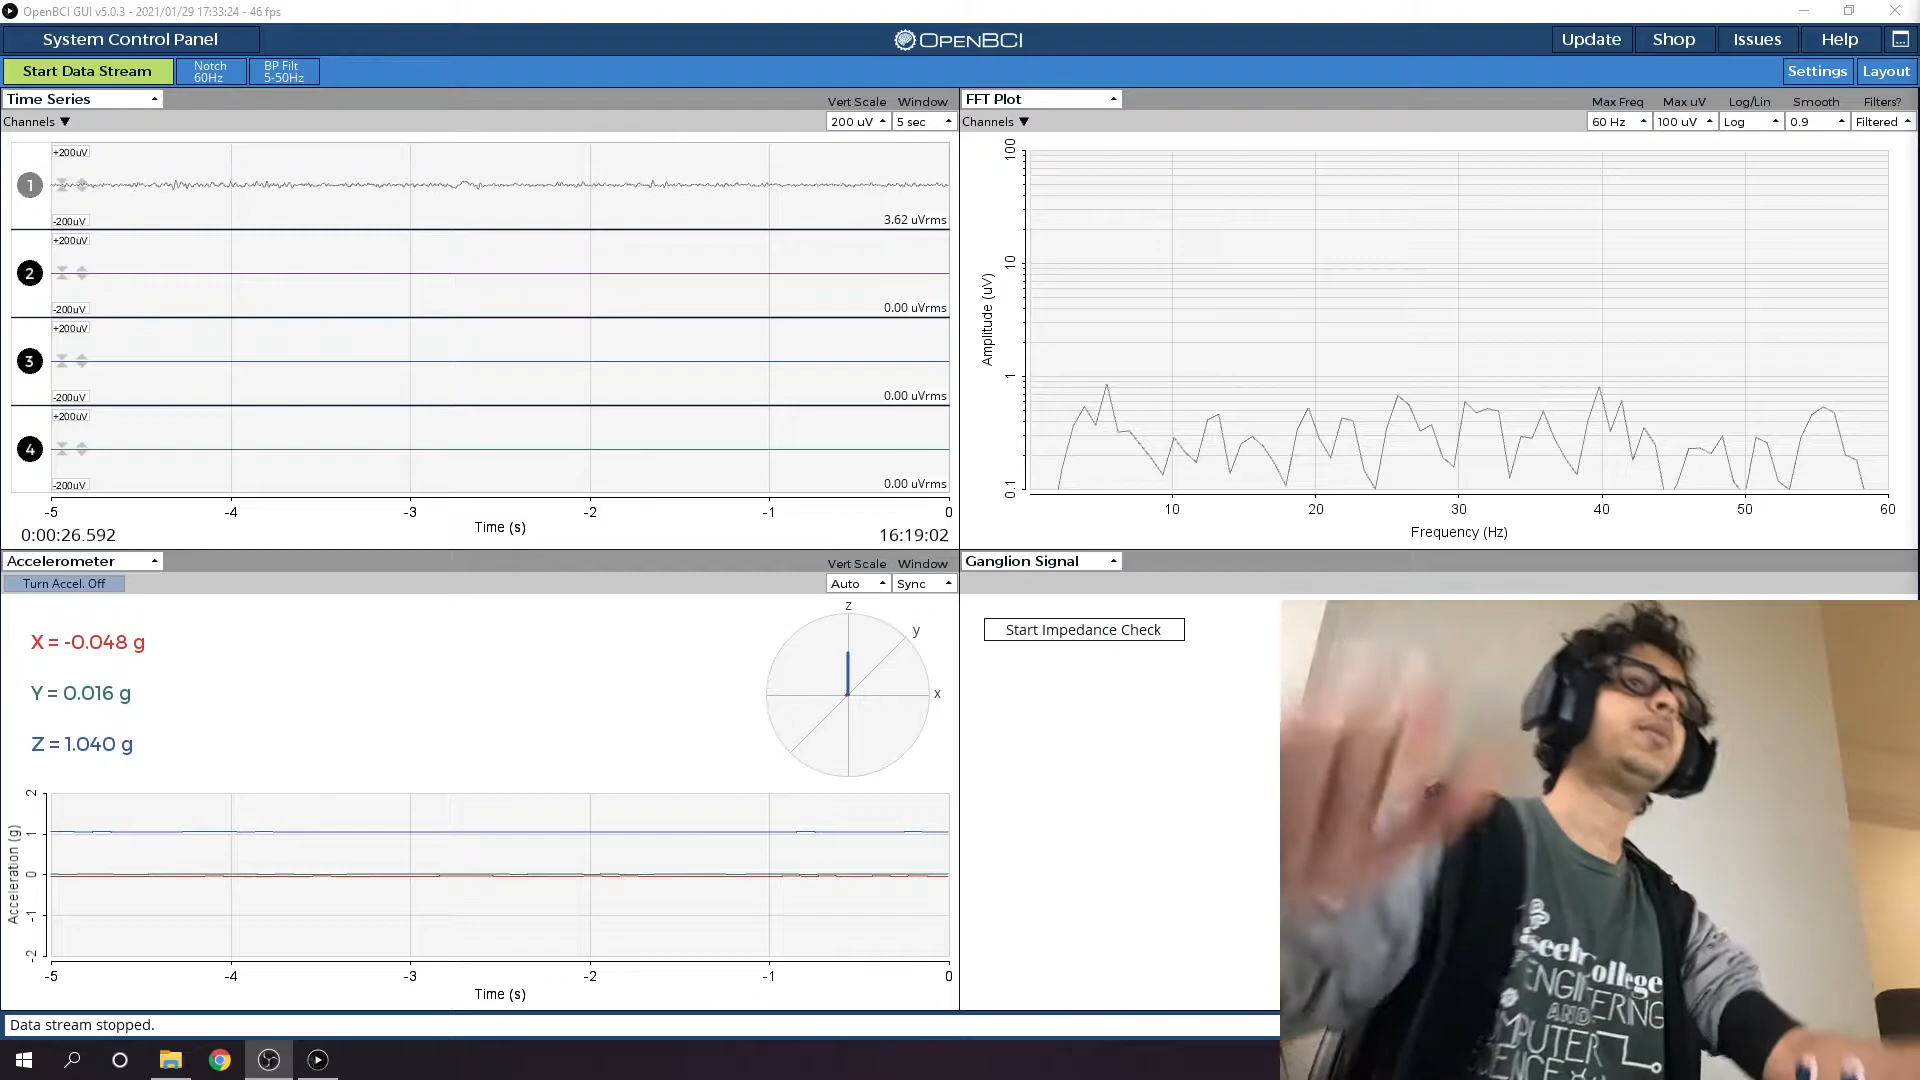 OpenBCI GUI v5.0.3 - 2021/01/29 17:33:24 - 46 fps
System Control Panel
OPENBCI
Update
Shop
Issues
Help
Start Data Stream
Notch
60Hz
BP Filt
5-50Hz
Settings
Layout
Time Series
Vert Scale
Window
Channels
200 uV
5 sec
+200uV
1
-200uV
3.62 uVrms
+200uV
2
-200uV
0.00 uVrms
+200uV
3
-200uV
0.00 uVrms
+200uV
4
-200uV
0.00 uVrms
-5
-4
-3
-2
-1
0
Time (s)
0:00:26.592
16:19:02
FFT Plot
Max Freq
Max uV
Log/Lin
Smooth
Filters?
Channels
60 Hz
100 uV
Log
0.9
Filtered
100
10
1
0.1
Amplitude (uV)
10
20
30
40
50
60
Frequency (Hz)
Accelerometer
Vert Scale
Window
Turn Accel. Off
Auto
Sync
X = -0.048 g
Y = 0.016 g
Z = 1.040 g
z
y
x
2
1
0
-1
-2
Acceleration (g)
-5
-4
-3
-2
-1
0
Time (s)
Ganglion Signal
Start Impedance Check
ENGINEERING
AND
Data stream stopped.